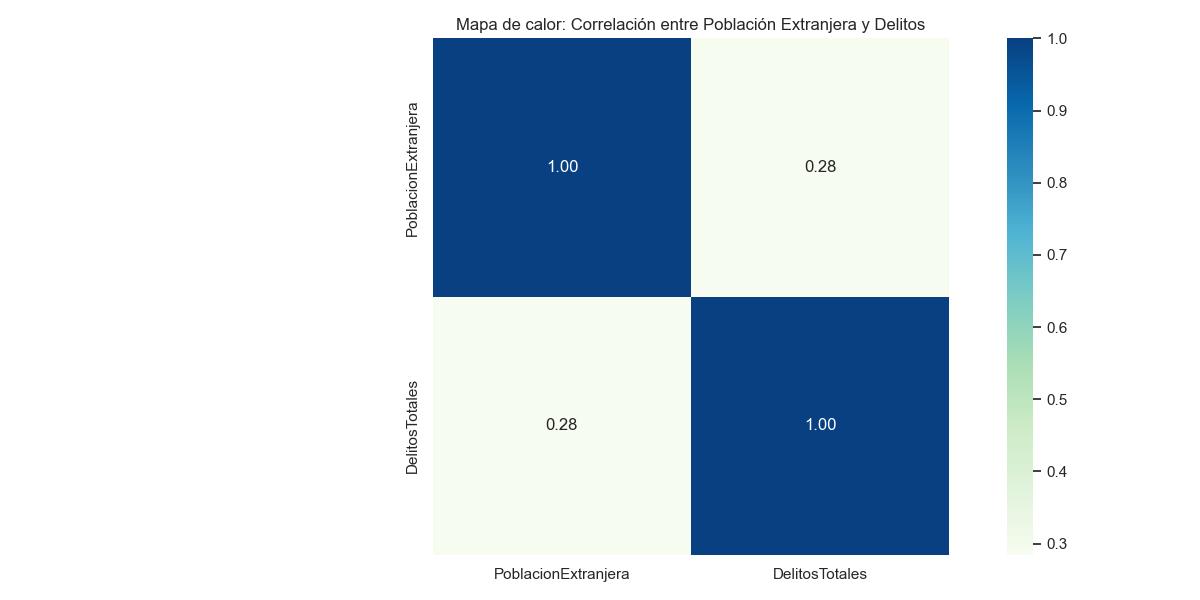 Mapa de calor: Correlación entre Población Extranjera y Delitos
PoblacionExtranjera
DelitosTotales
1.00
0.28
0.28
1.00
PoblacionExtranjera
DelitosTotales
1.0
0.9
0.8
0.7
0.6
0.5
0.4
0.3